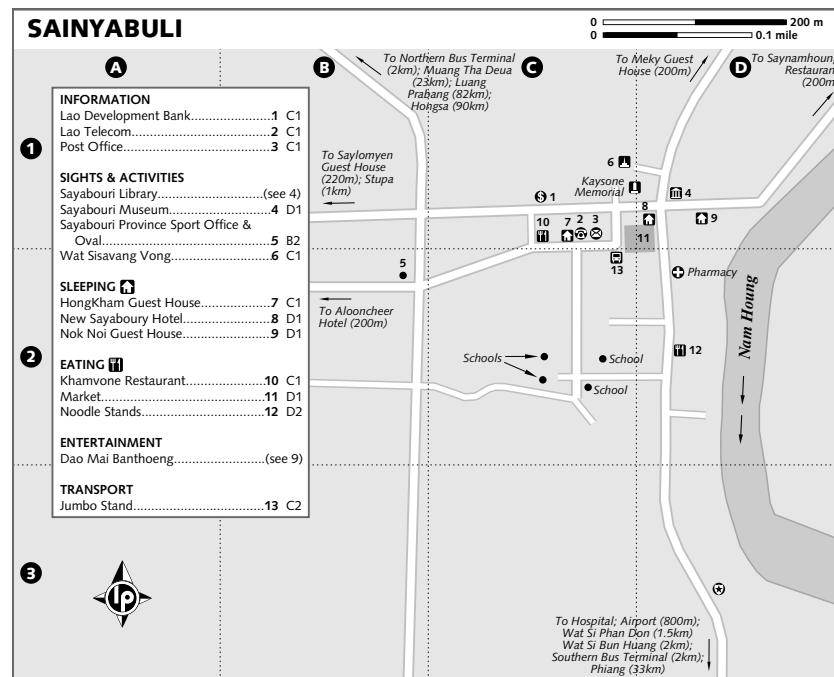 SAINYABULI
0 200 m
0 0.1 mile
A B C D
1
2
3
INFORMATION
Lao Development Bank.......................1 C1
Lao Telecom.......................................2 C1
Post Office.........................................3 C1
SIGHTS & ACTIVITIES
Sayabouri Library.........................(see 4)
Sayabouri Museum............................4 D1
Sayabouri Province Sport Office &
Oval...............................................5 B2
Wat Sisavang Vong............................6 C1
SLEEPING
HongKham Guest House....................7 C1
New Sayaboury Hotel........................8 D1
Nok Noi Guest House........................9 D1
EATING
Khamvone Restaurant......................10 C1
Market.............................................11 D1
Noodle Stands.................................12 D2
ENTERTAINMENT
Dao Mai Banthoeng......................(see 9)
TRANSPORT
Jumbo Stand...................................13 C2
lp
To Northern Bus Terminal
(2km); Muang Tha Deua
(23km); Luang
Prabang (82km);
Hongsa (90km)
To Meky Guest
House (200m)
To Saynamhoung
Restaurant
(200m)
To Saylomyen
Guest House
(220m); Stupa
(1km)
6
Kaysone
Memorial
4
$ 1
8
9
10 7 2 3
11
5
13
Pharmacy
ToŚlooncheer
Hotel (200m)
Nam Houng
Schools
School
12
School
To Hospital; Airport (800m);
Wat Si Phan Don (1.5km)
Wat Si Bun Huang (2km);
Southern Bus Terminal (2km);
Phiang (33km)